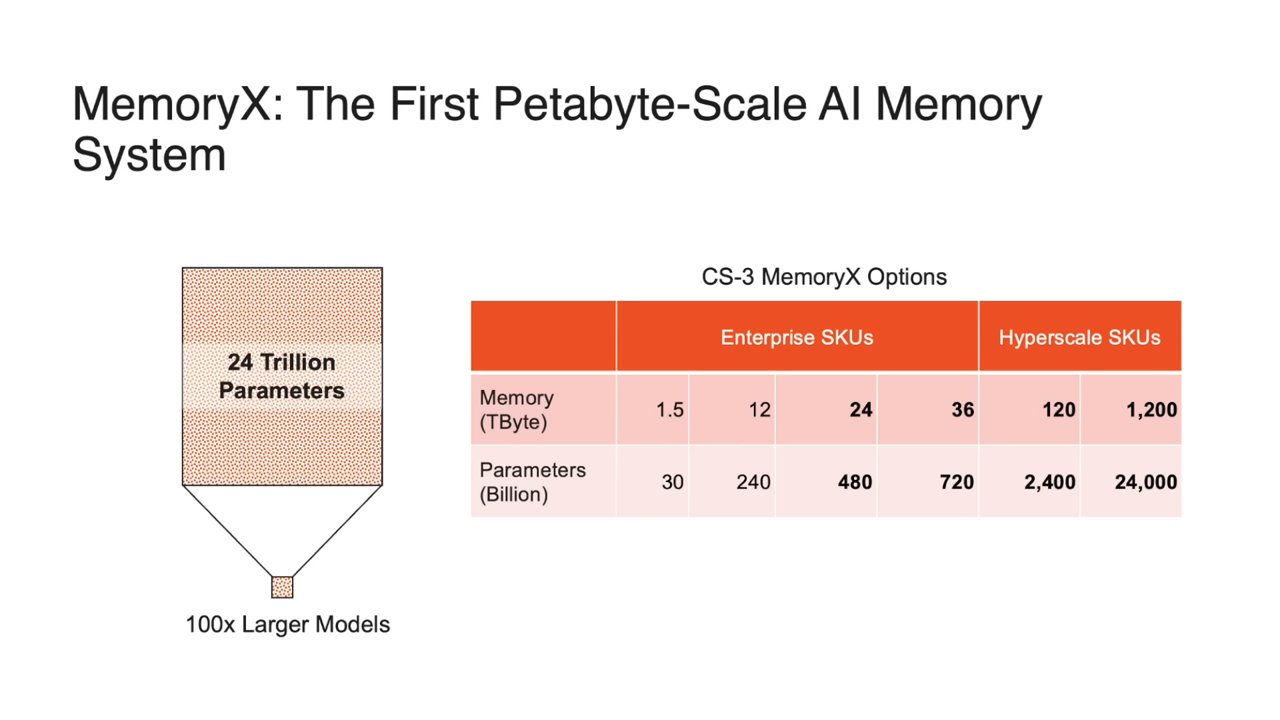 MemoryX: The First Petabyte-Scale AI Memory
System
24 Trillion
Parameters
100x Larger Models
CS-3 MemoryX Options
Enterprise SKUs Hyperscale SKUs
Memory
(TByte)
1.5 12 24 36 120 1,200
Parameters
(Billion)
30 240 480 720 2,400 24,000